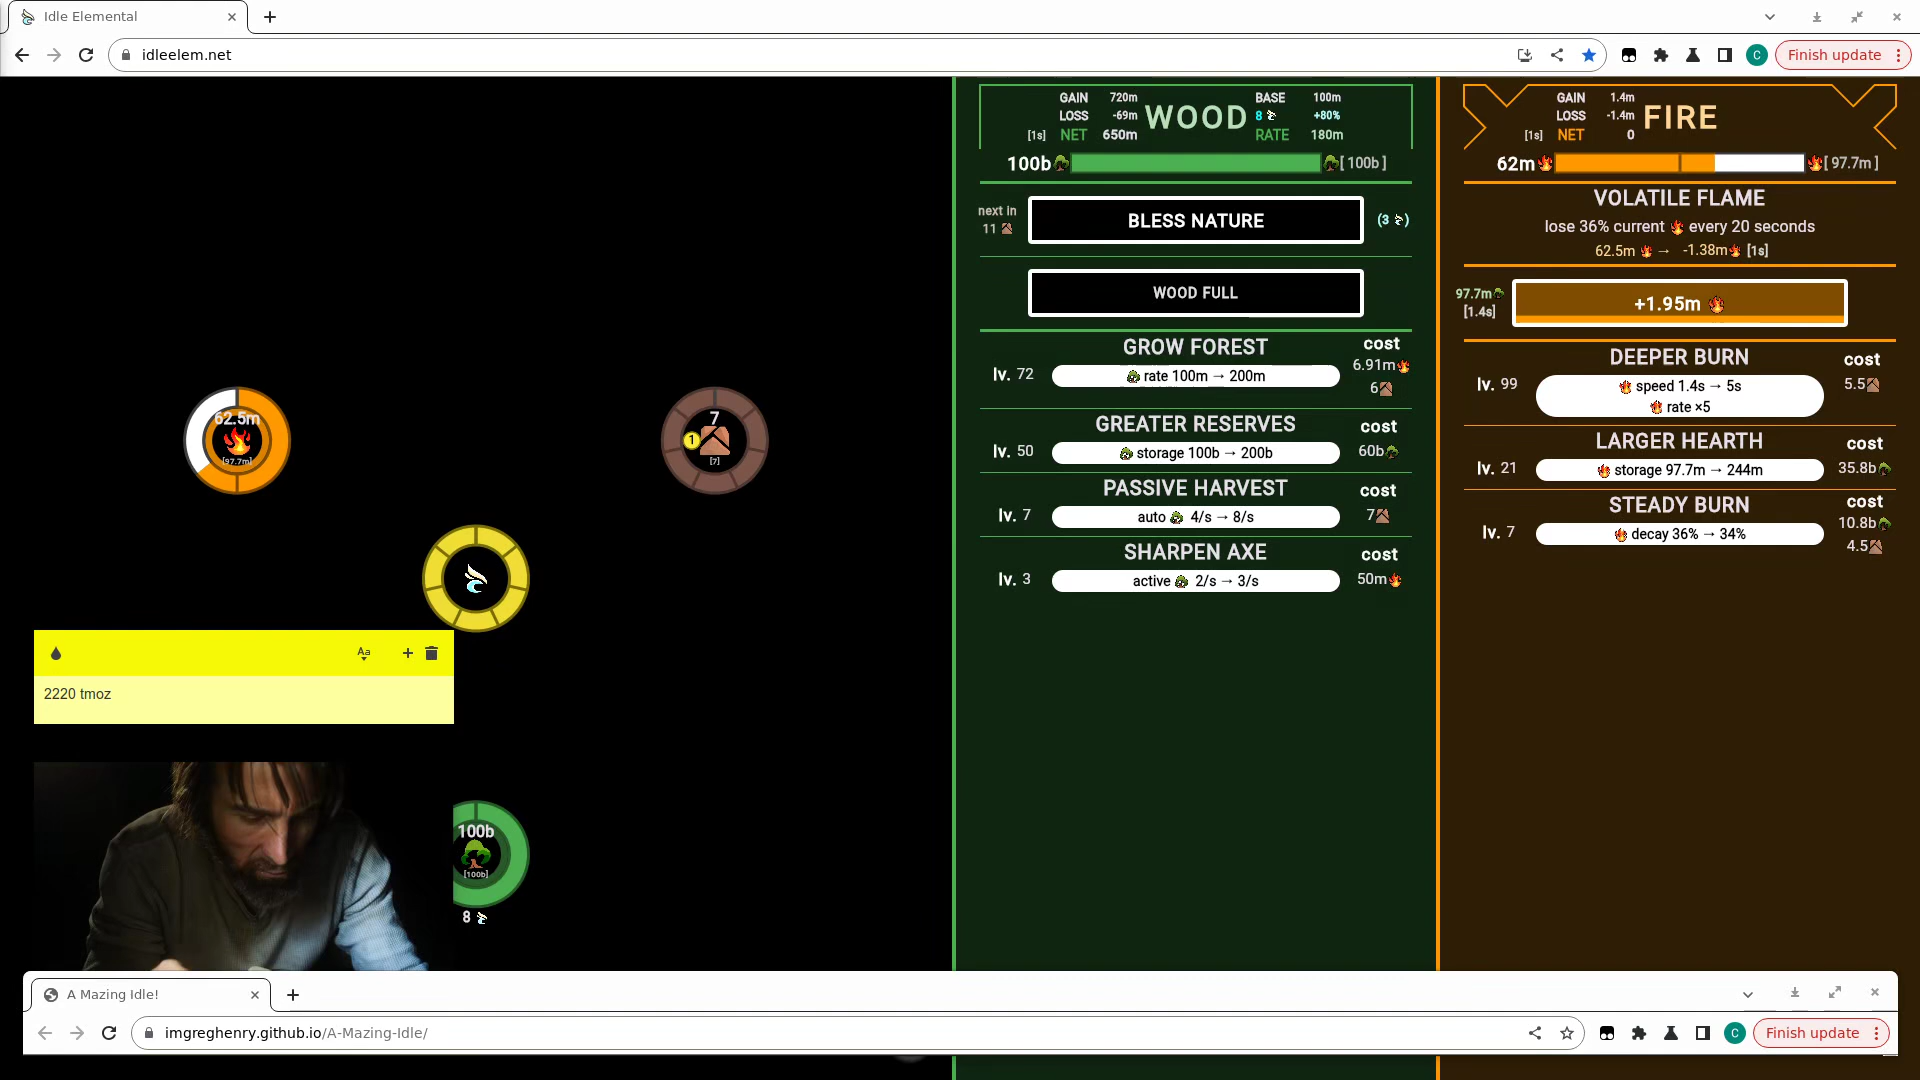 Idle Elemental
idleelem.net
Finish update
GAIN 720m
LOSS -69m
[1s] NET 650m
WOOD
BASE 100m
8 +80%
RATE 180m
100b [ 100b ]
next in
11
BLESS NATURE
(3 )
WOOD FULL
GROW FOREST
lv. 72
rate 100m → 200m
cost
6.91m
6
GREATER RESERVES
lv. 50
storage 100b → 200b
cost
60b
PASSIVE HARVEST
lv. 7
auto 4/s → 8/s
cost
7
SHARPEN AXE
lv. 3
active 2/s → 3/s
cost
50m
GAIN 1.4m
LOSS -1.4m
[1s] NET 0
FIRE
62m [ 97.7m ]
VOLATILE FLAME
lose 36% current every 20 seconds
62.5m → -1.38m [1s]
97.7m
[1.4s]
+1.95m
DEEPER BURN
lv. 99
speed 1.4s → 5s
rate ×5
cost
5.5
LARGER HEARTH
lv. 21
storage 97.7m → 244m
cost
35.8b
STEADY BURN
lv. 7
decay 36% → 34%
cost
10.8b
4.5
62.5m
[97.7m]
7
1
[7]
Aa
2220 tmoz
100b
[100b]
8
A Mazing Idle!
imgreghenry.github.io/A-Mazing-Idle/
Finish update